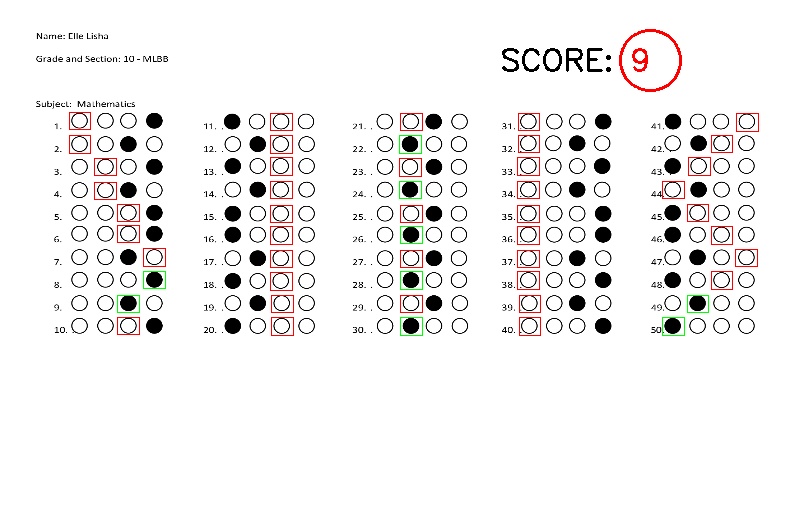 Name: Elle Lisha
Grade and Section: 10 - MLBB
SCORE: 9
Subject: Mathematics
1. 11. . 21. . 31. 41.
2. 12. . 22. . 32. 42.
3. 13. . 23. . 33. 43.
4. 14. . 24. . 34. 44.
5. 15. . 25. . 35. 45.
6. 16. . 26. . 36. 46.
7. 17. . 27. . 37. 47.
8. 18. . 28. . 38. 48.
9. 19. . 29. . 39. 49.
10. . 20. . 30. . 40. 50.